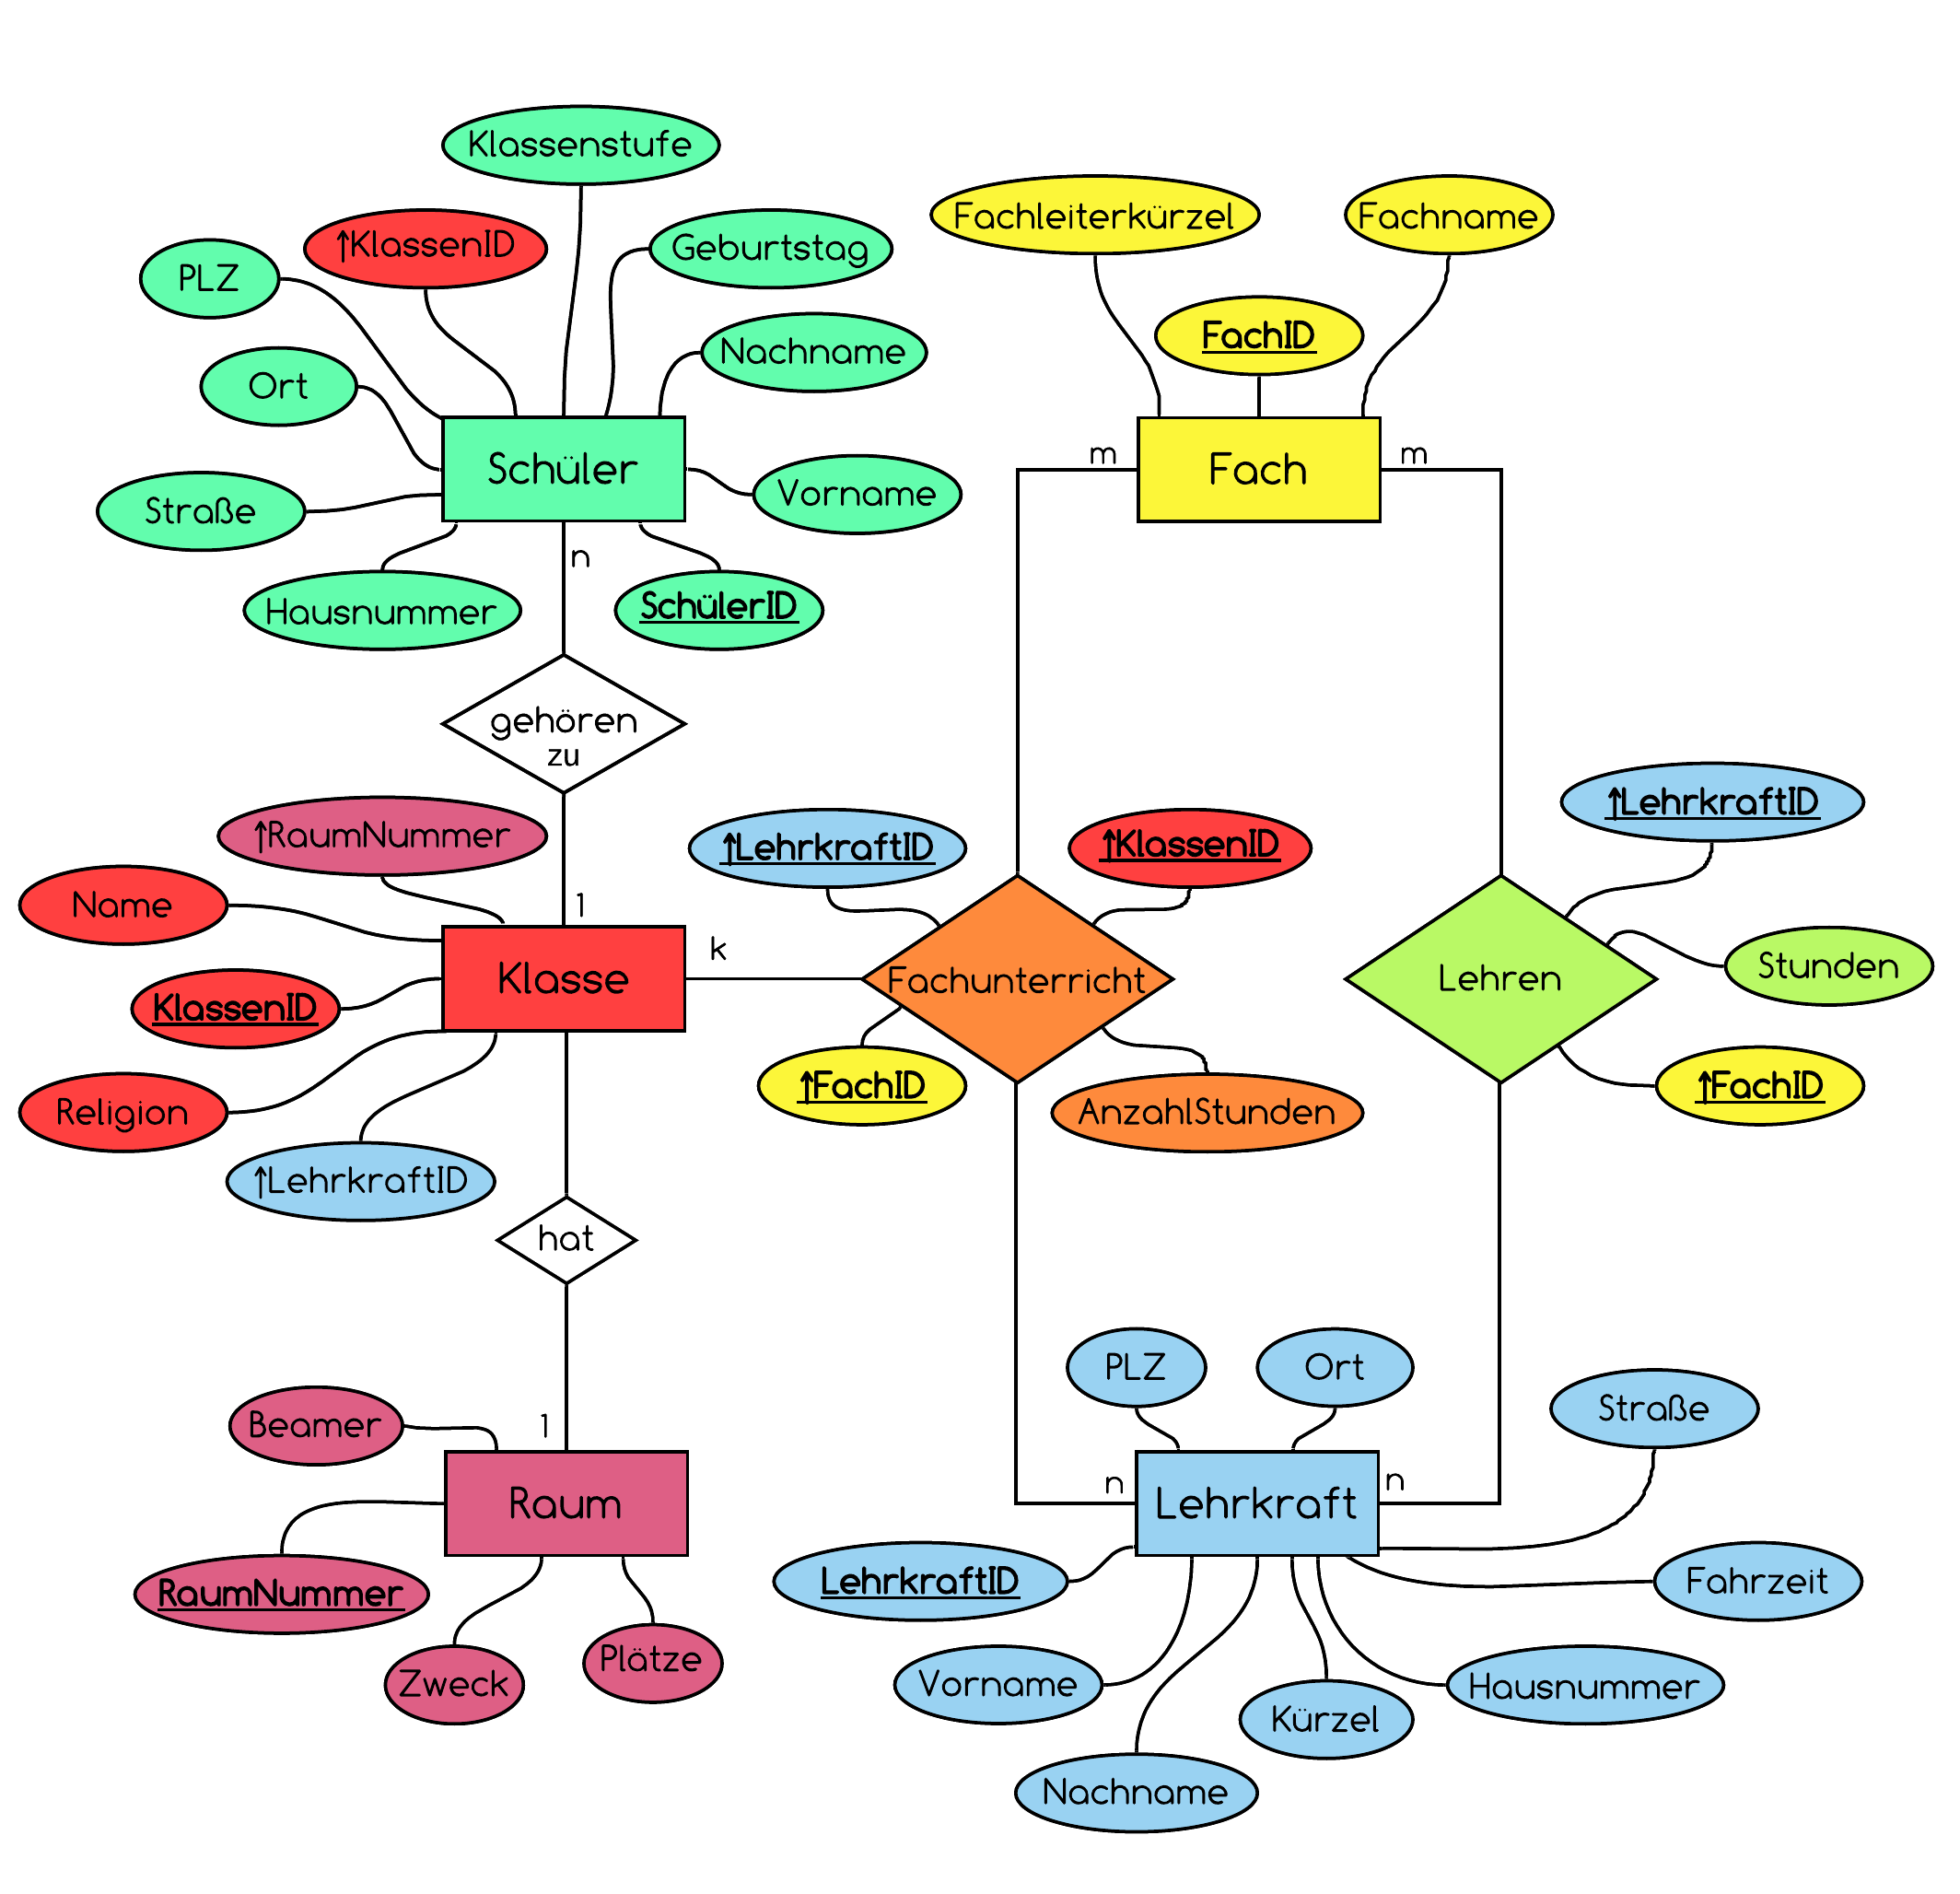 Klassenstufe
↑KlassenID
Geburtstag
PLZ
Nachname
Ort
Schüler
Vorname
Straße
Hausnummer
SchülerID
n
gehören
zu
1
Fachleiterkürzel
Fachname
FachID
m
Fach
m
↑RaumNummer
Name
Klasse
KlassenID
Religion
↑LehrkraftID
k
↑LehrkraftID
↑KlassenID
Fachunterricht
↑FachID
AnzahlStunden
↑LehrkraftID
Stunden
Lehren
↑FachID
hat
1
Beamer
Raum
RaumNummer
Zweck
Plätze
PLZ
Ort
Straße
n
Lehrkraft
n
LehrkraftID
Fahrzeit
Vorname
Hausnummer
Kürzel
Nachname